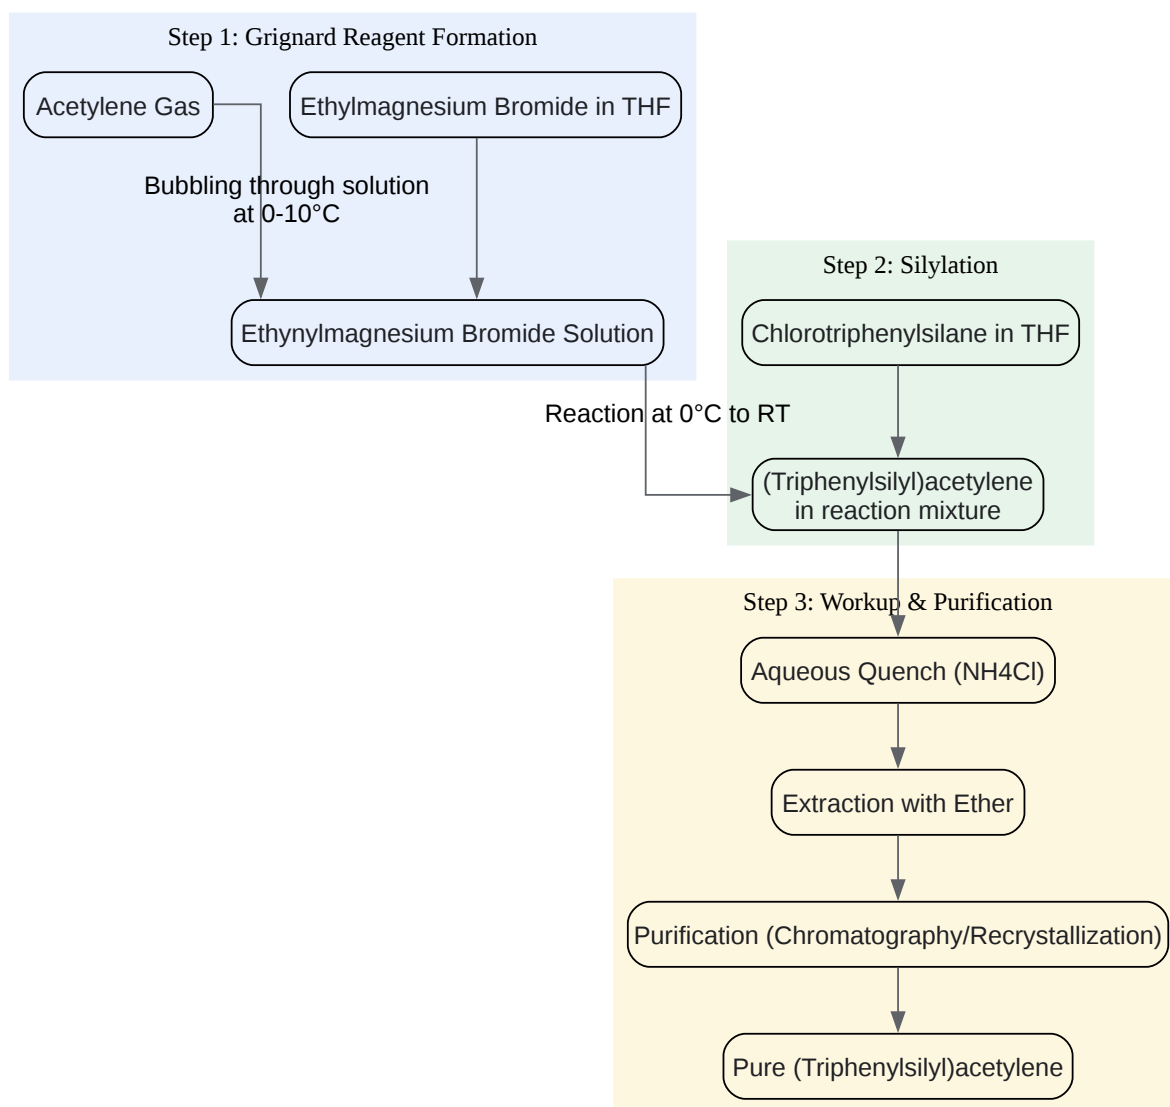 Step 1: Grignard Reagent Formation
Acetylene Gas
Ethylmagnesium Bromide in THF
Bubbling through solution
at 0-10°C
Ethynylmagnesium Bromide Solution
Step 2: Silylation
Chlorotriphenylsilane in THF
Reaction at 0°C to RT
(Triphenylsilyl)acetylene
in reaction mixture
Step 3: Workup & Purification
Aqueous Quench (NH4Cl)
Extraction with Ether
Purification (Chromatography/Recrystallization)
Pure (Triphenylsilyl)acetylene